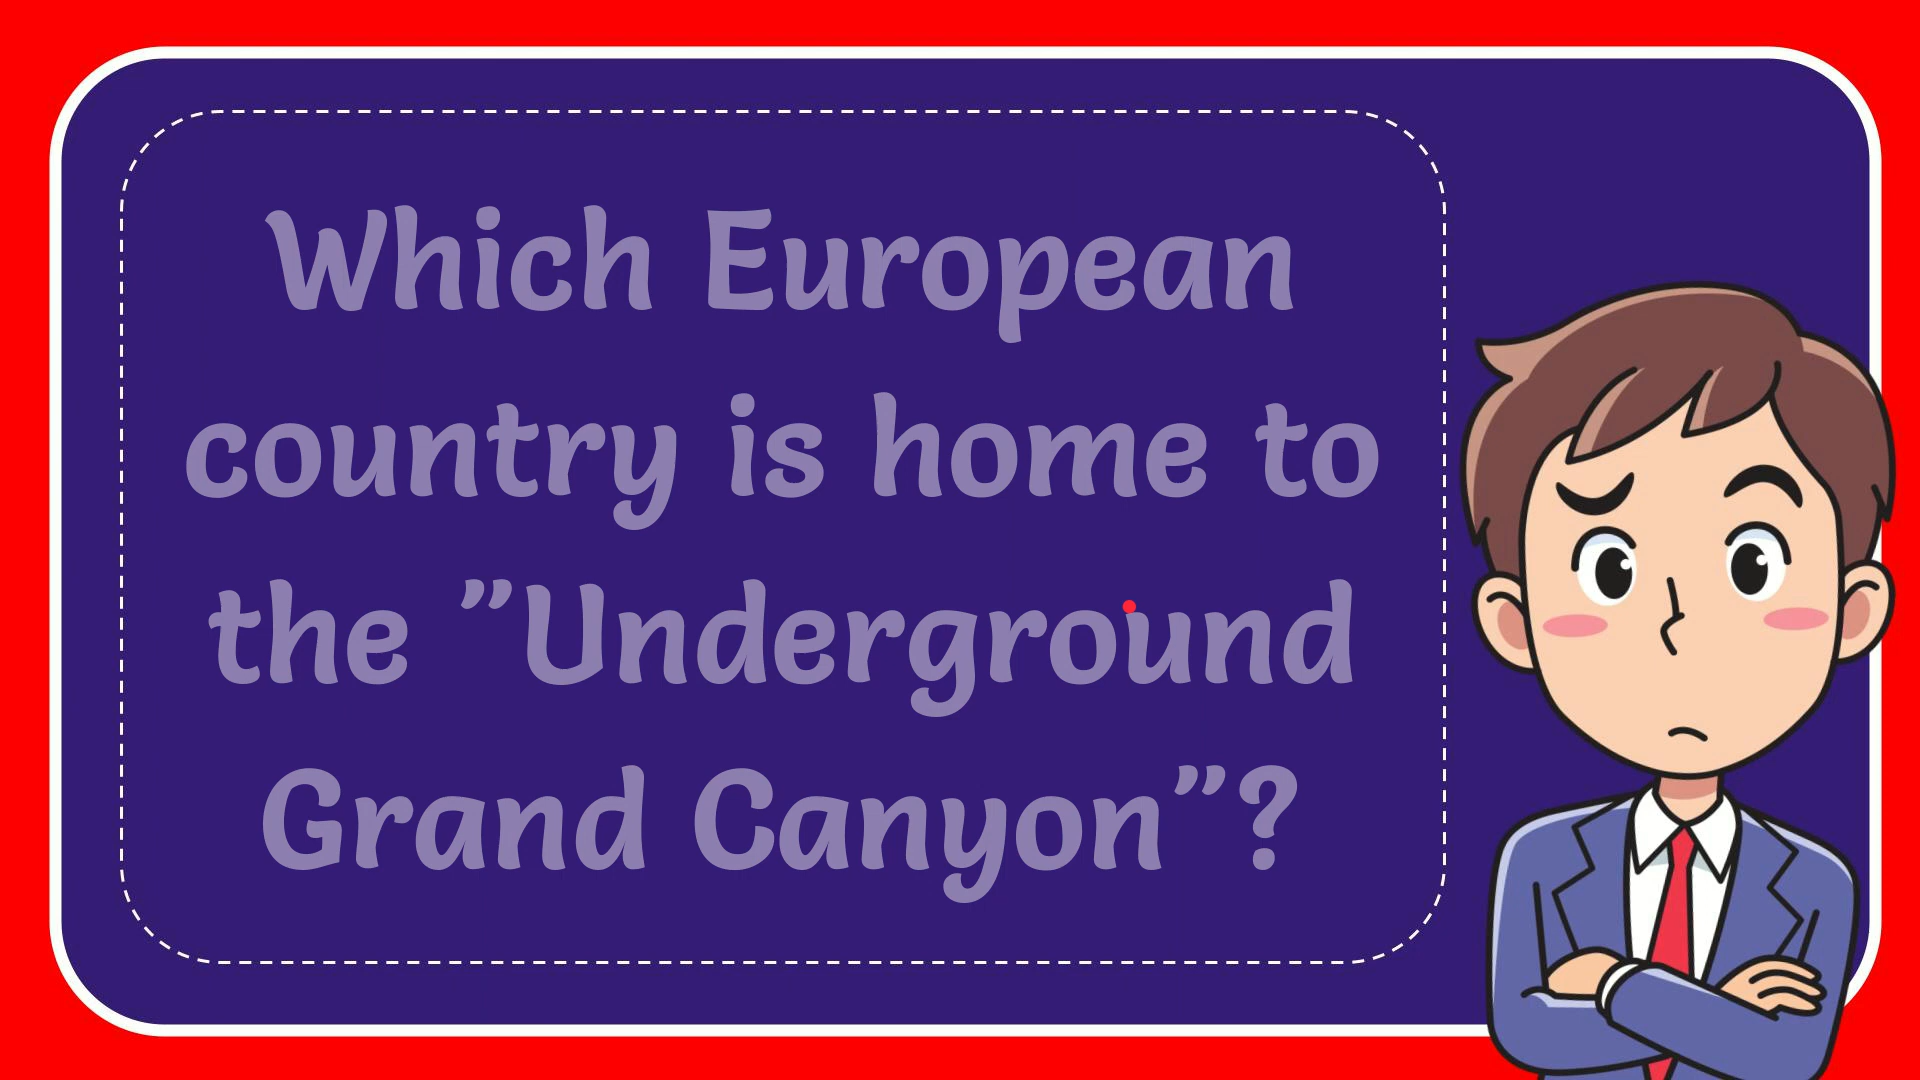 Which European
country is home to
the ”Underground
Grand Canyon”?